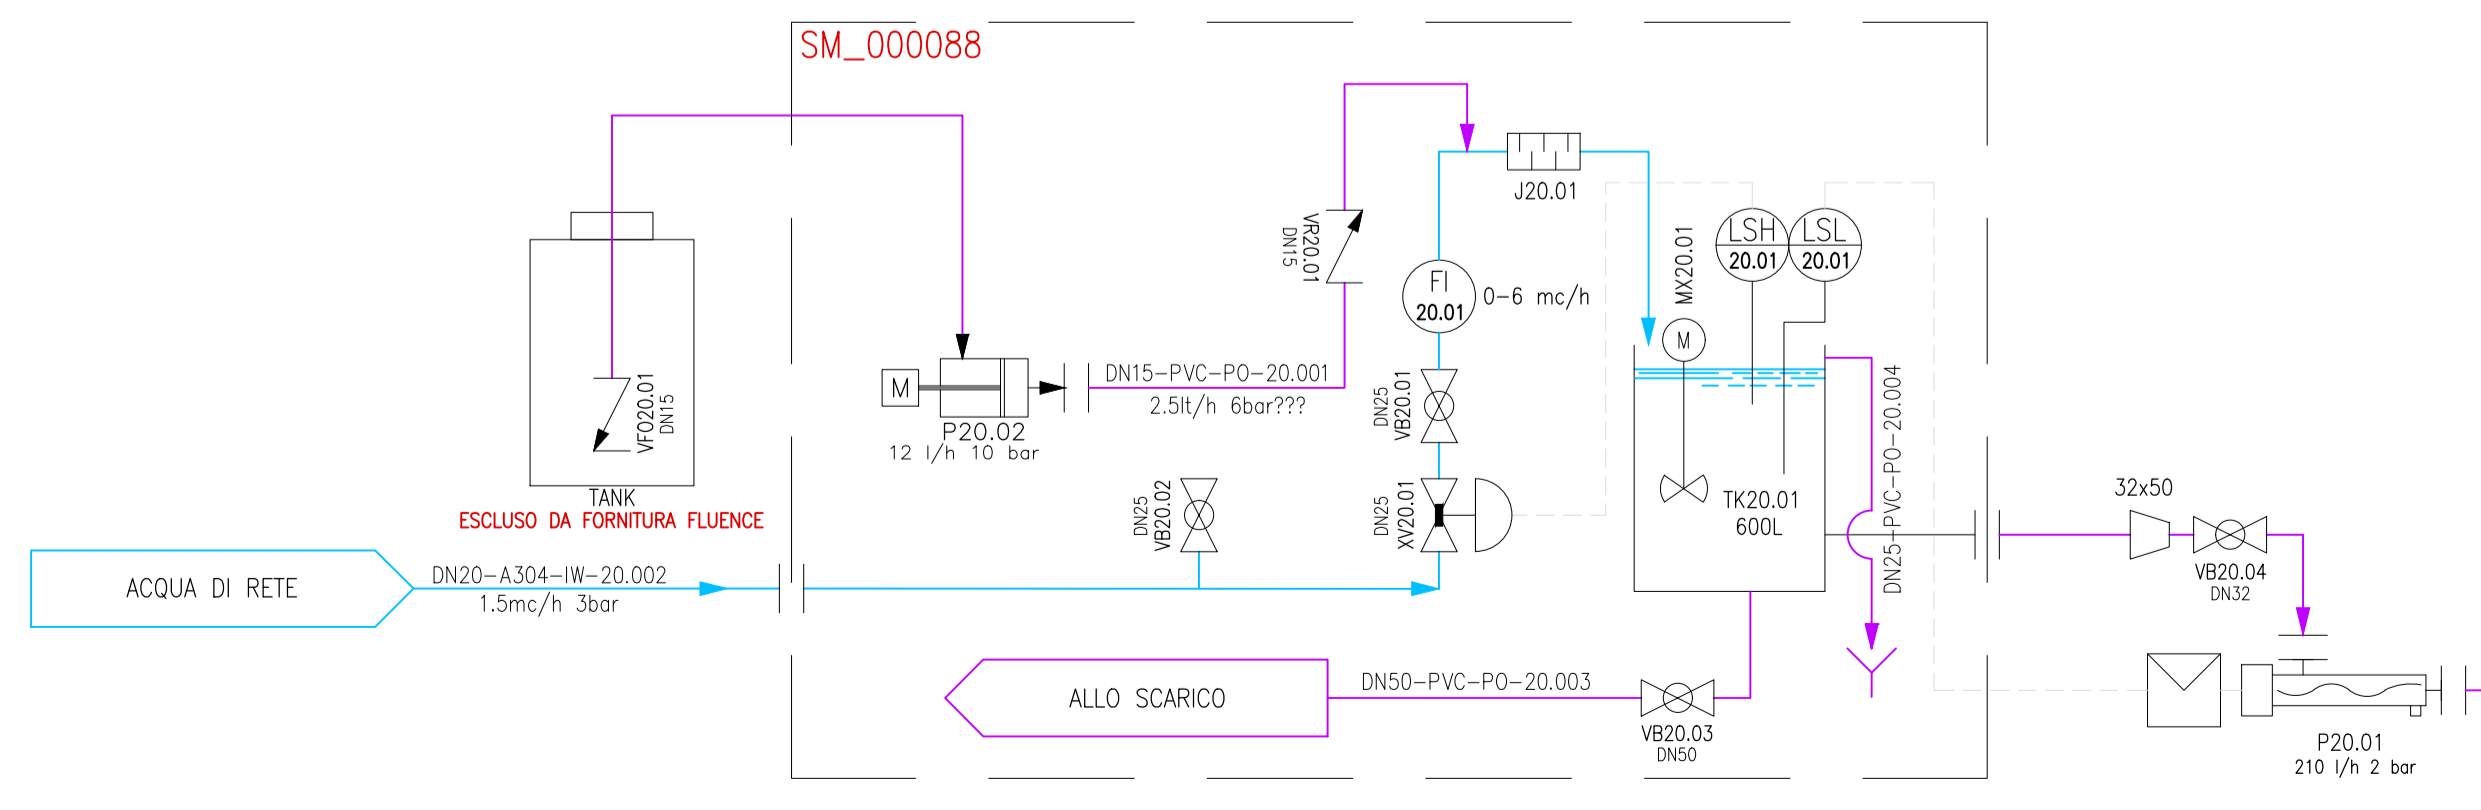 SM_000088
J20.01
VR20.01
DN15
MX20.01
LSH
20.01
LSL
20.01
FI
20.01
0-6 mc/h
M
VF020.01
DN15
M
DN15-PVC-PO-20.001
2.5lt/h 6bar???
P20.02
12 l/h 10 bar
DN25
VB20.01
DN25-PVC-PO-20.004
TANK
ESCLUSO DA FORNITURA FLUENCE
DN25
VB20.02
DN25
XV20.01
TK20.01
600L
32x50
VB20.04
DN32
ACQUA DI RETE
DN20-A304-IW-20.002
1.5mc/h 3bar
ALLO SCARICO
DN50-PVC-PO-20.003
VB20.03
DN50
P20.01
210 l/h 2 bar